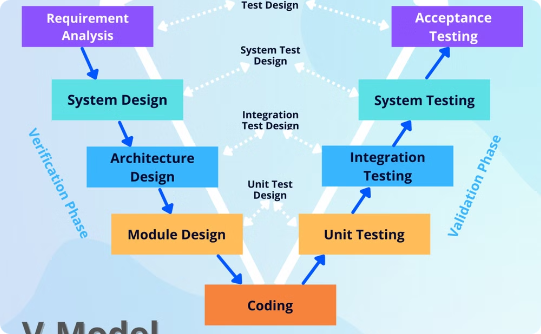 Test Design
Requirement
Analysis
Acceptance
Testing
System Test
Design
System Design
System Testing
Integration
Test Design
Architecture
Design
Integration
Testing
Verification Phase
Validation Phase
Unit Test
Design
Module Design
Unit Testing
Coding
V-Model